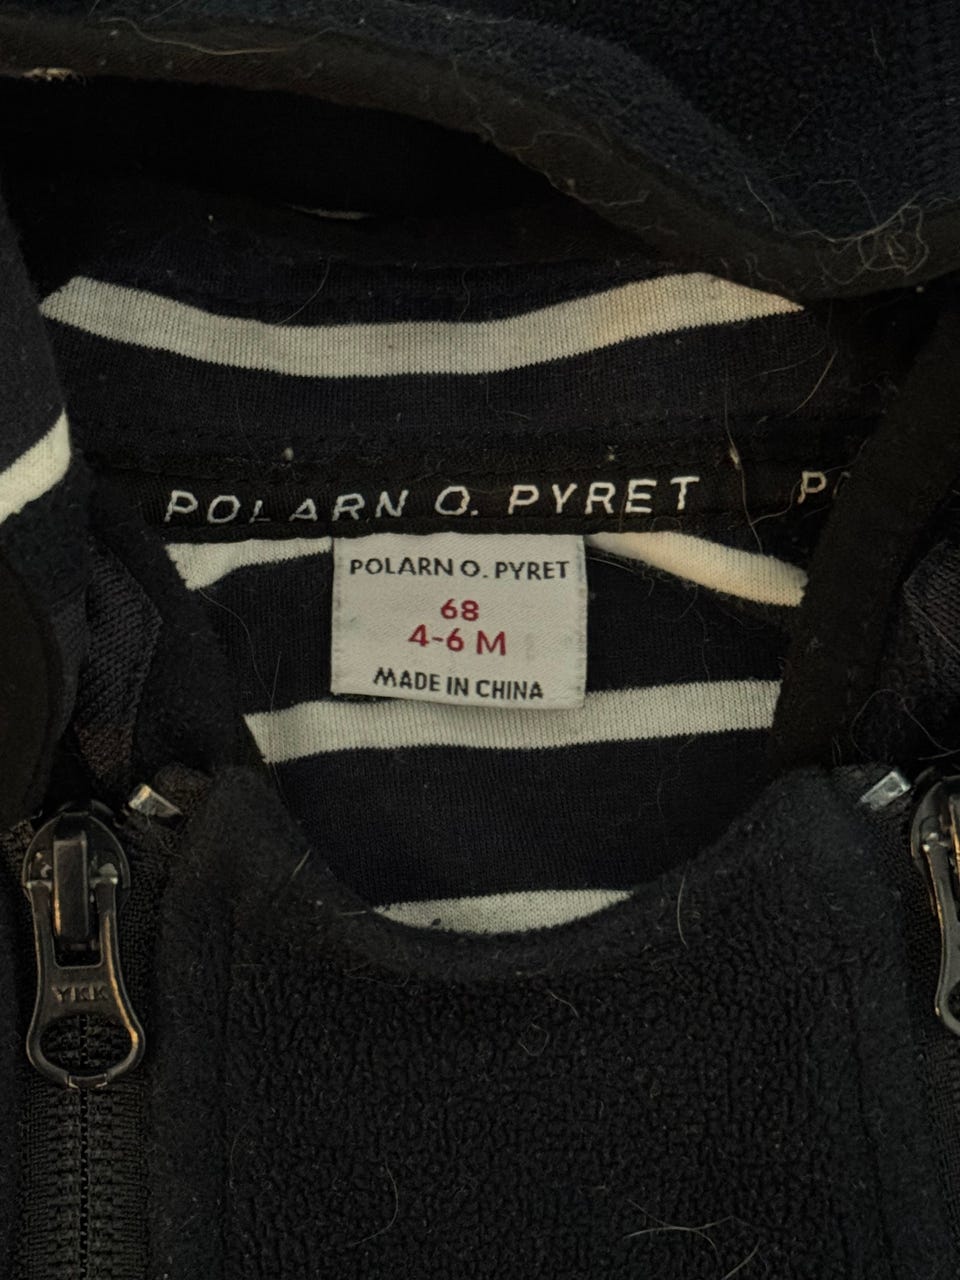 POLARN O. PYRET
POLARN O. PYRET
68
4-6 M
MADE IN CHINA
YKK